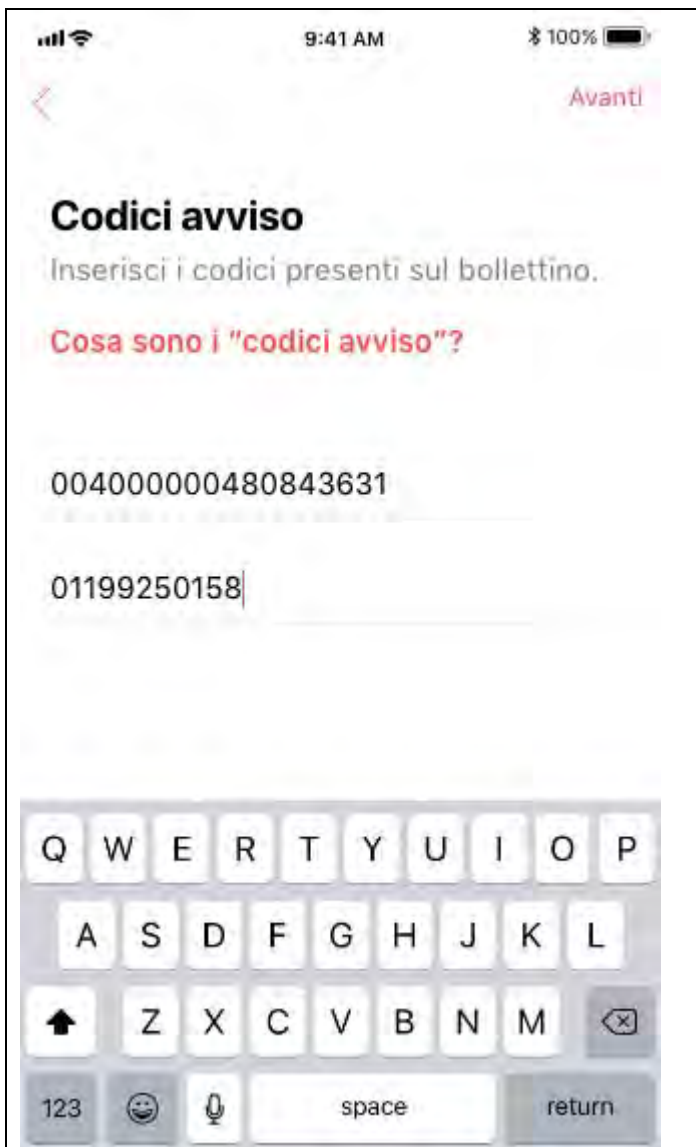 9:41 AM
100%
Avanti
Codici avviso
Inserisci i codici presenti sul bollettino.
Cosa sono i "codici avviso"?
004000000480843631
01199250158
Q W E R T Y U I O P
A S D F G H J K L
Z X C V B N M
123 space return